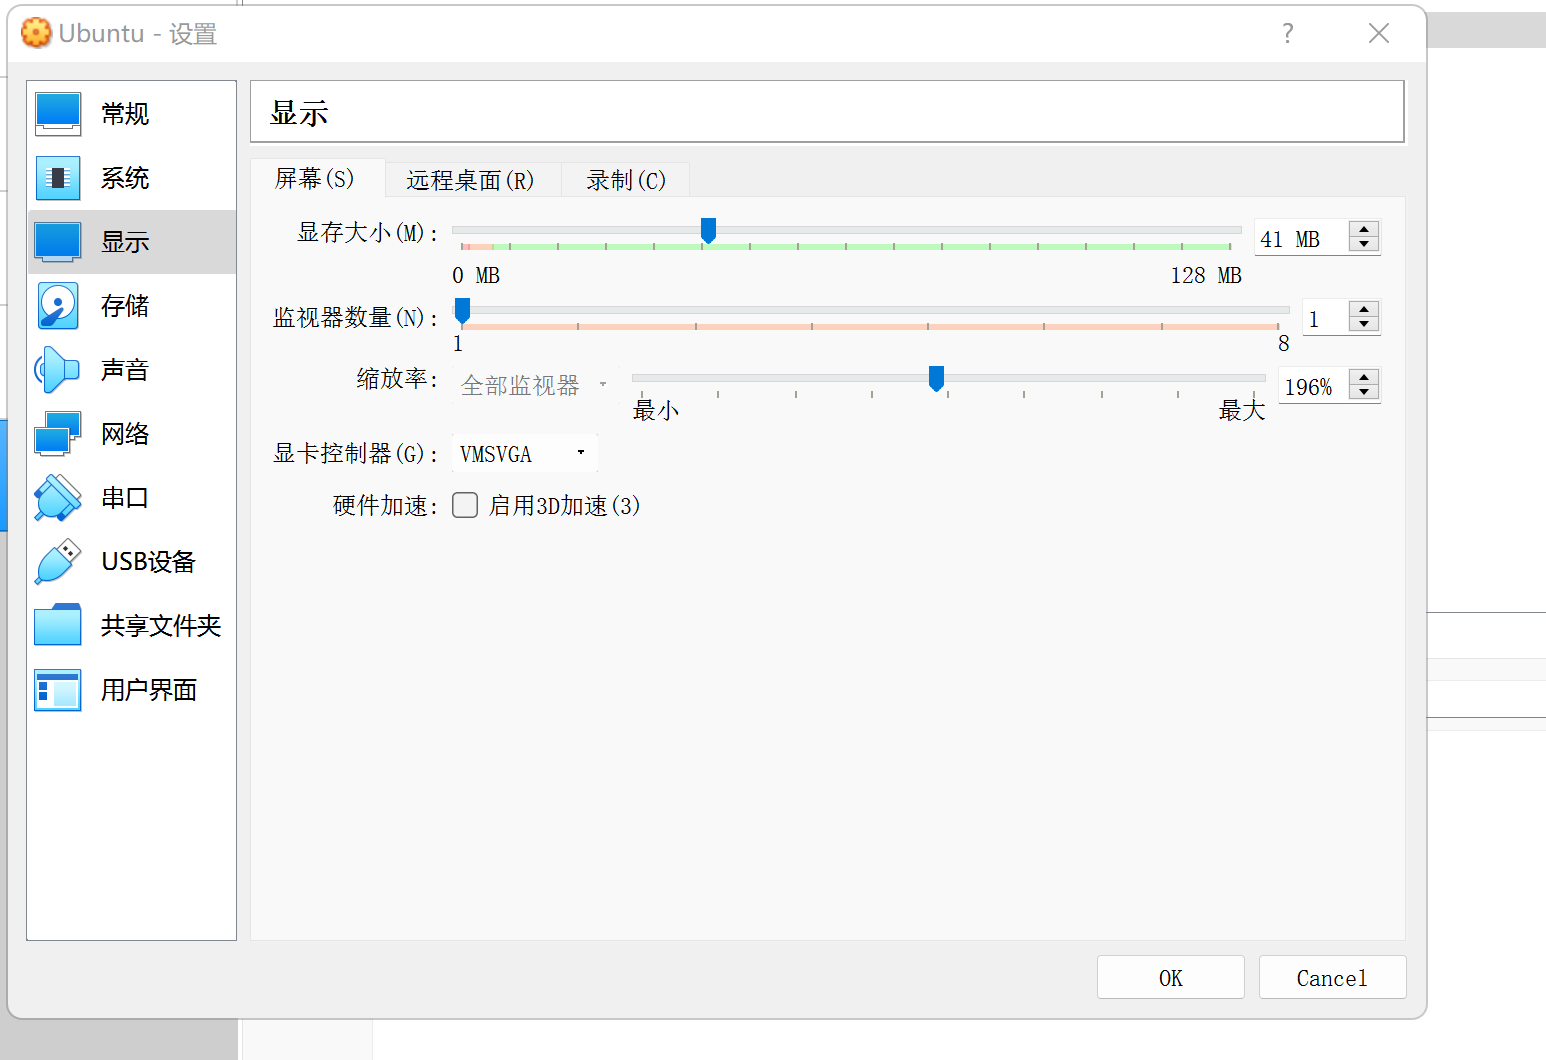 Ubuntu - 设置
?
常规
系统
显示
存储
声音
网络
串口
USB设备
共享文件夹
用户界面
显示
屏幕(S)
远程桌面(R)
录制(C)
显存大小(M):
41 MB
0 MB
128 MB
监视器数量(N):
1
1
8
缩放率:
全部监视器
196%
最小
最大
显卡控制器(G):
VMSVGA
硬件加速:
启用3D加速(3)
OK
Cancel